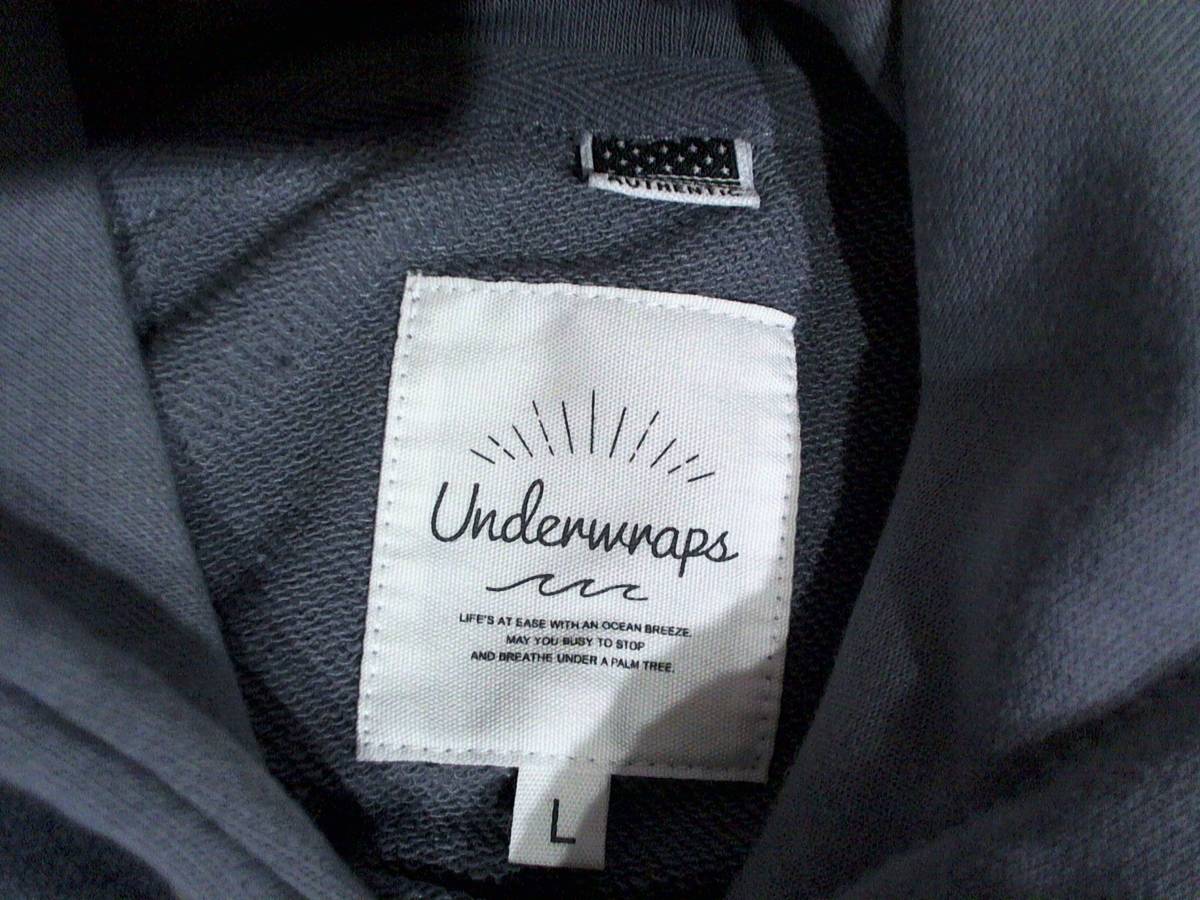 AUTHENTIC
Underwraps
LIFE'S AT EASE WITH AN OCEAN BREEZE.
MAY YOU BUSY TO STOP
AND BREATHE UNDER A PALM TREE.
L